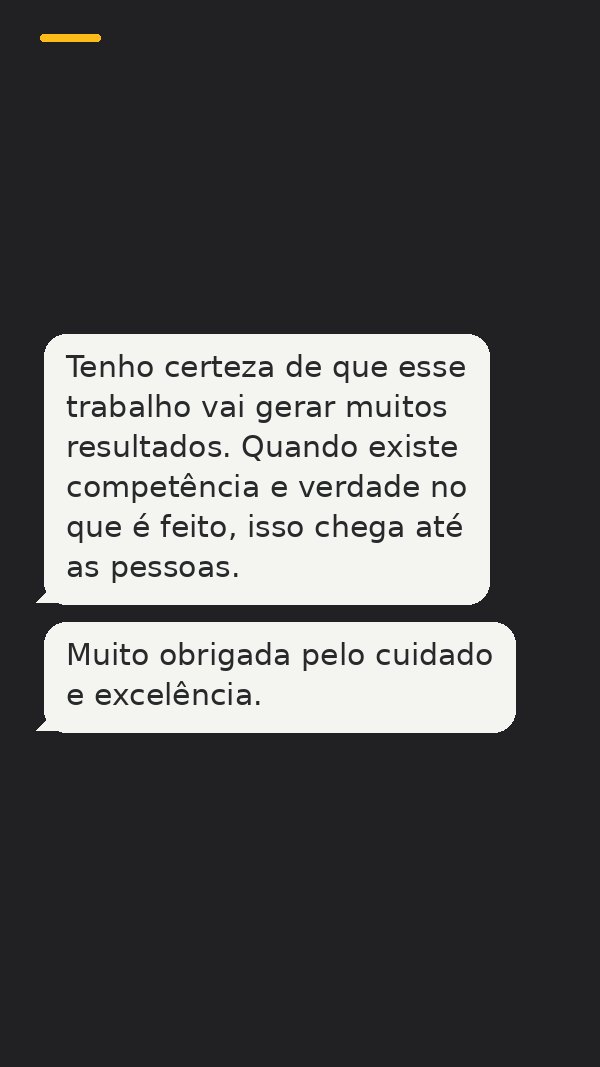 Tenho certeza de que esse
trabalho vai gerar muitos
resultados. Quando existe
competência e verdade no
que é feito, isso chega até
as pessoas.
Muito obrigada pelo cuidado
e excelência.